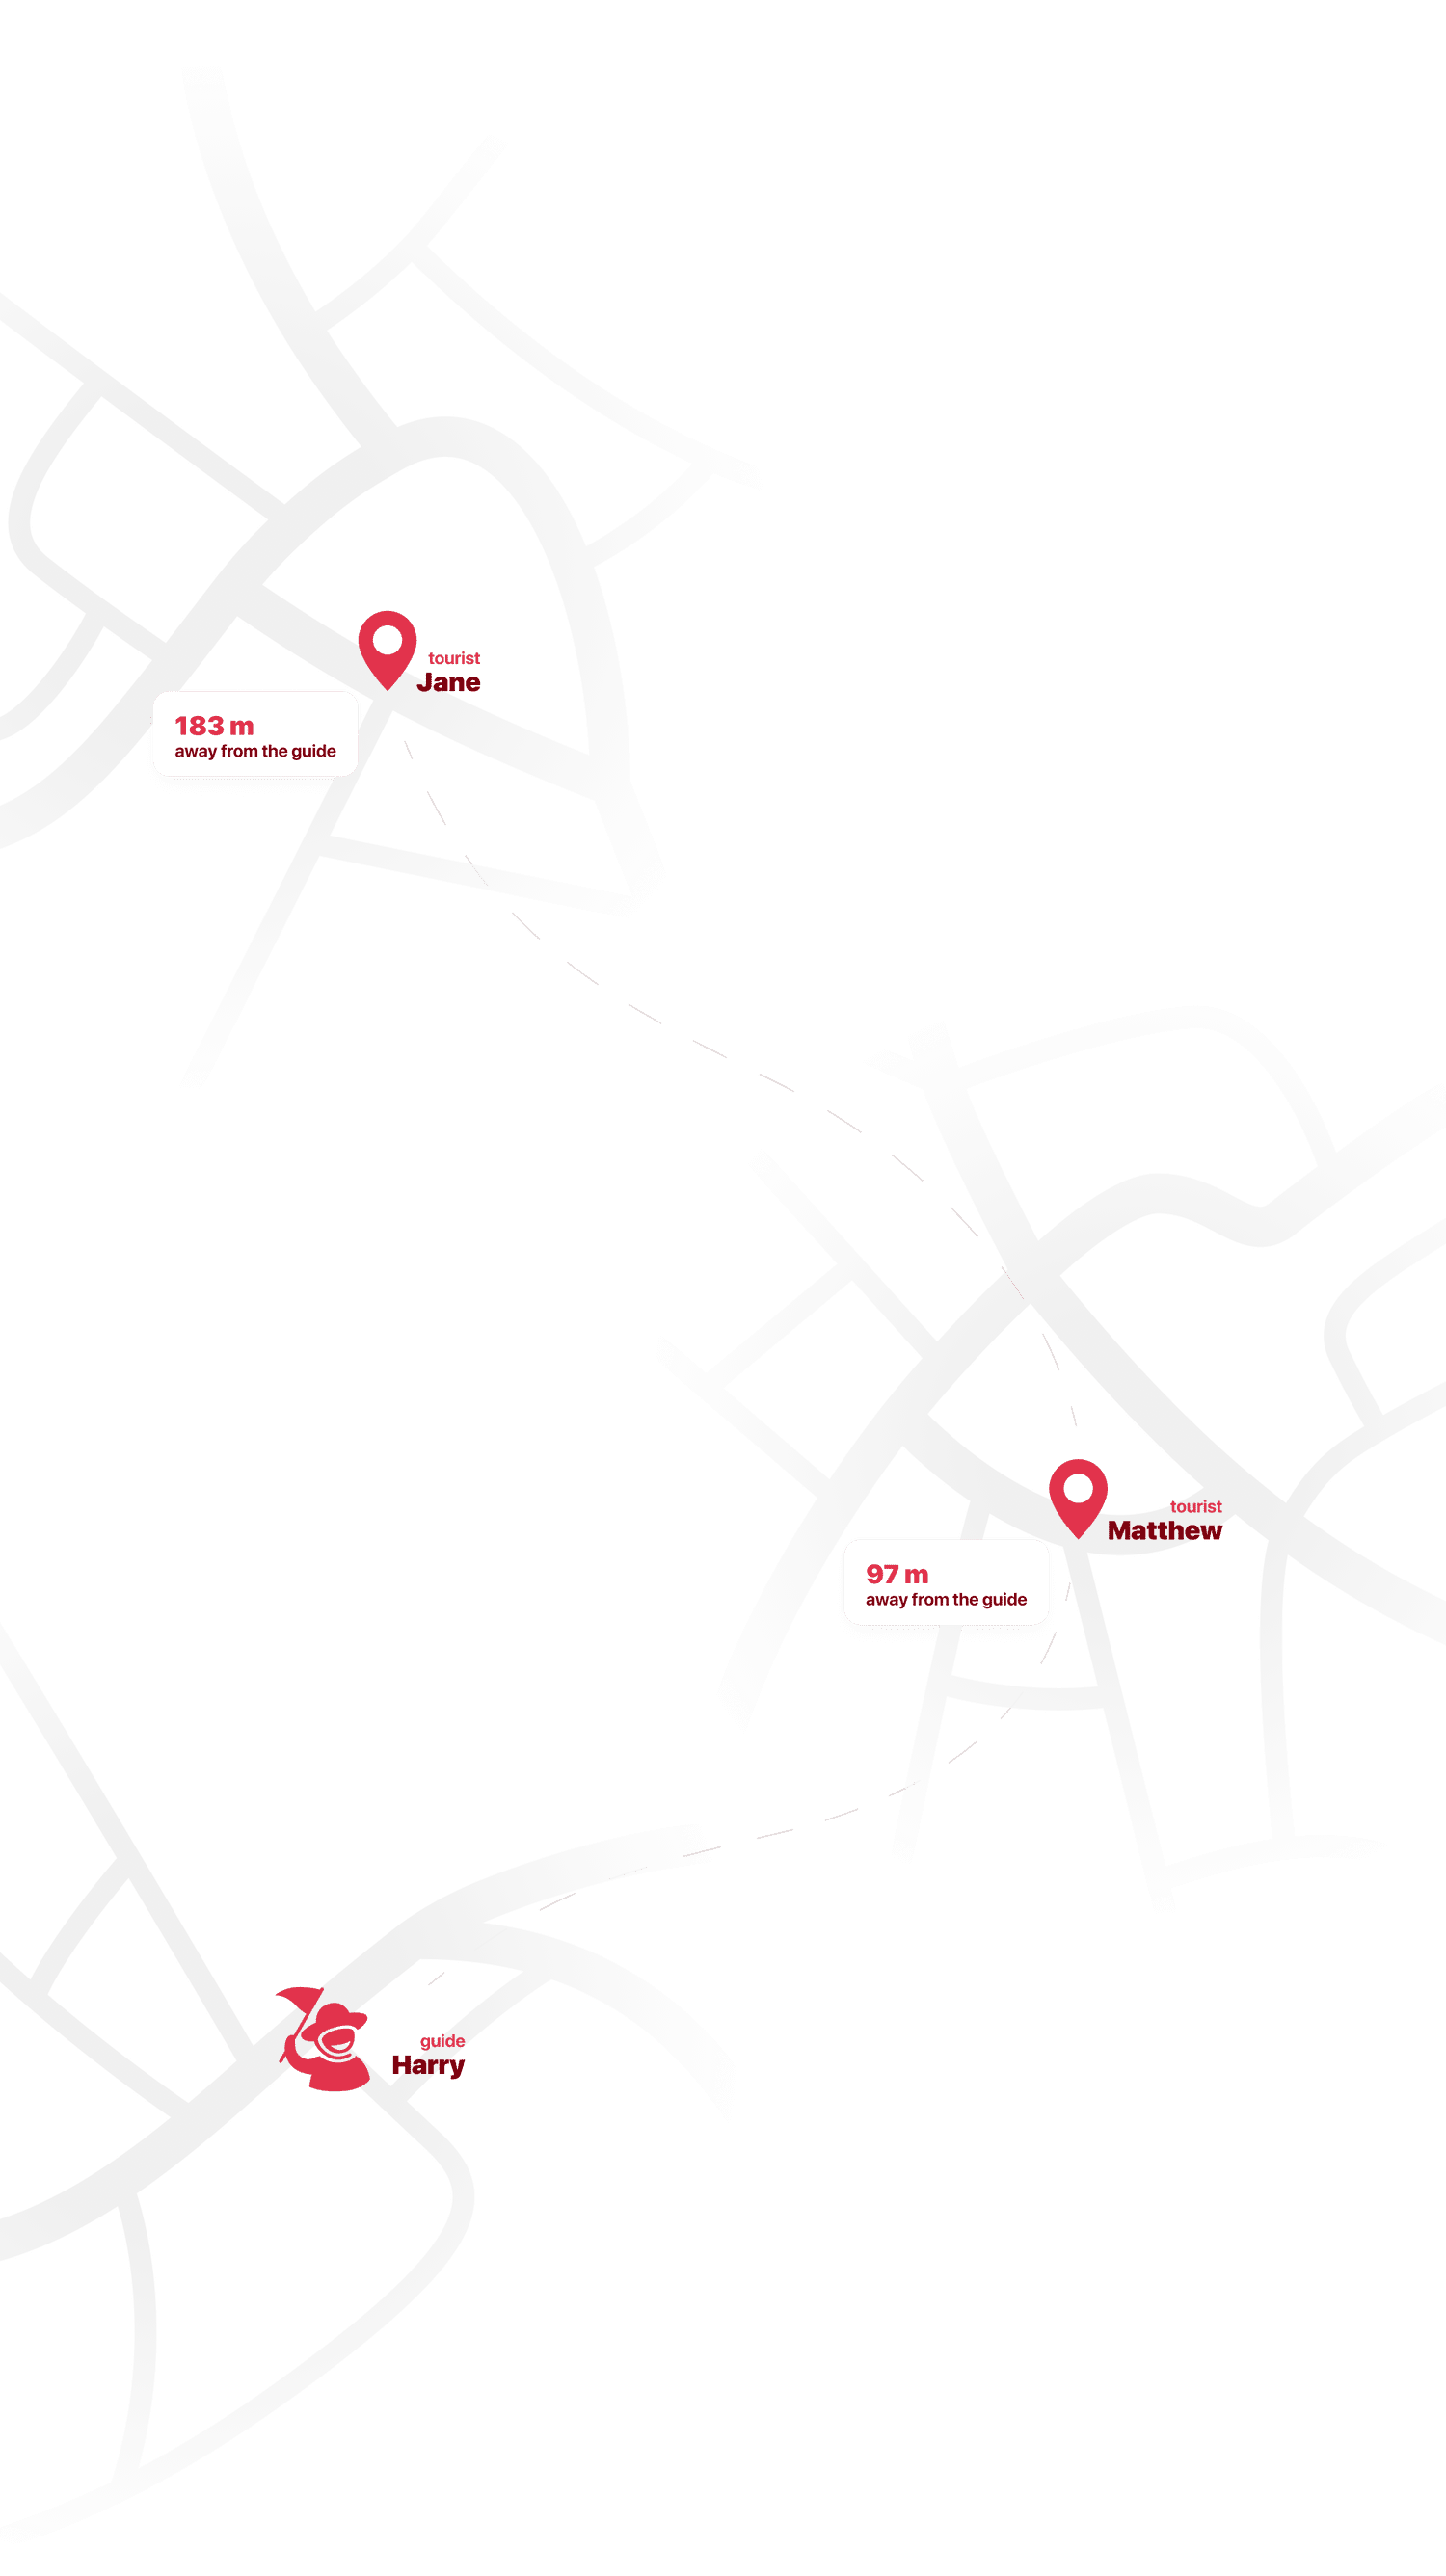 tourist
Jane
183 m
away from the guide
tourist
Matthew
97 m
away from the guide
guide
Harry